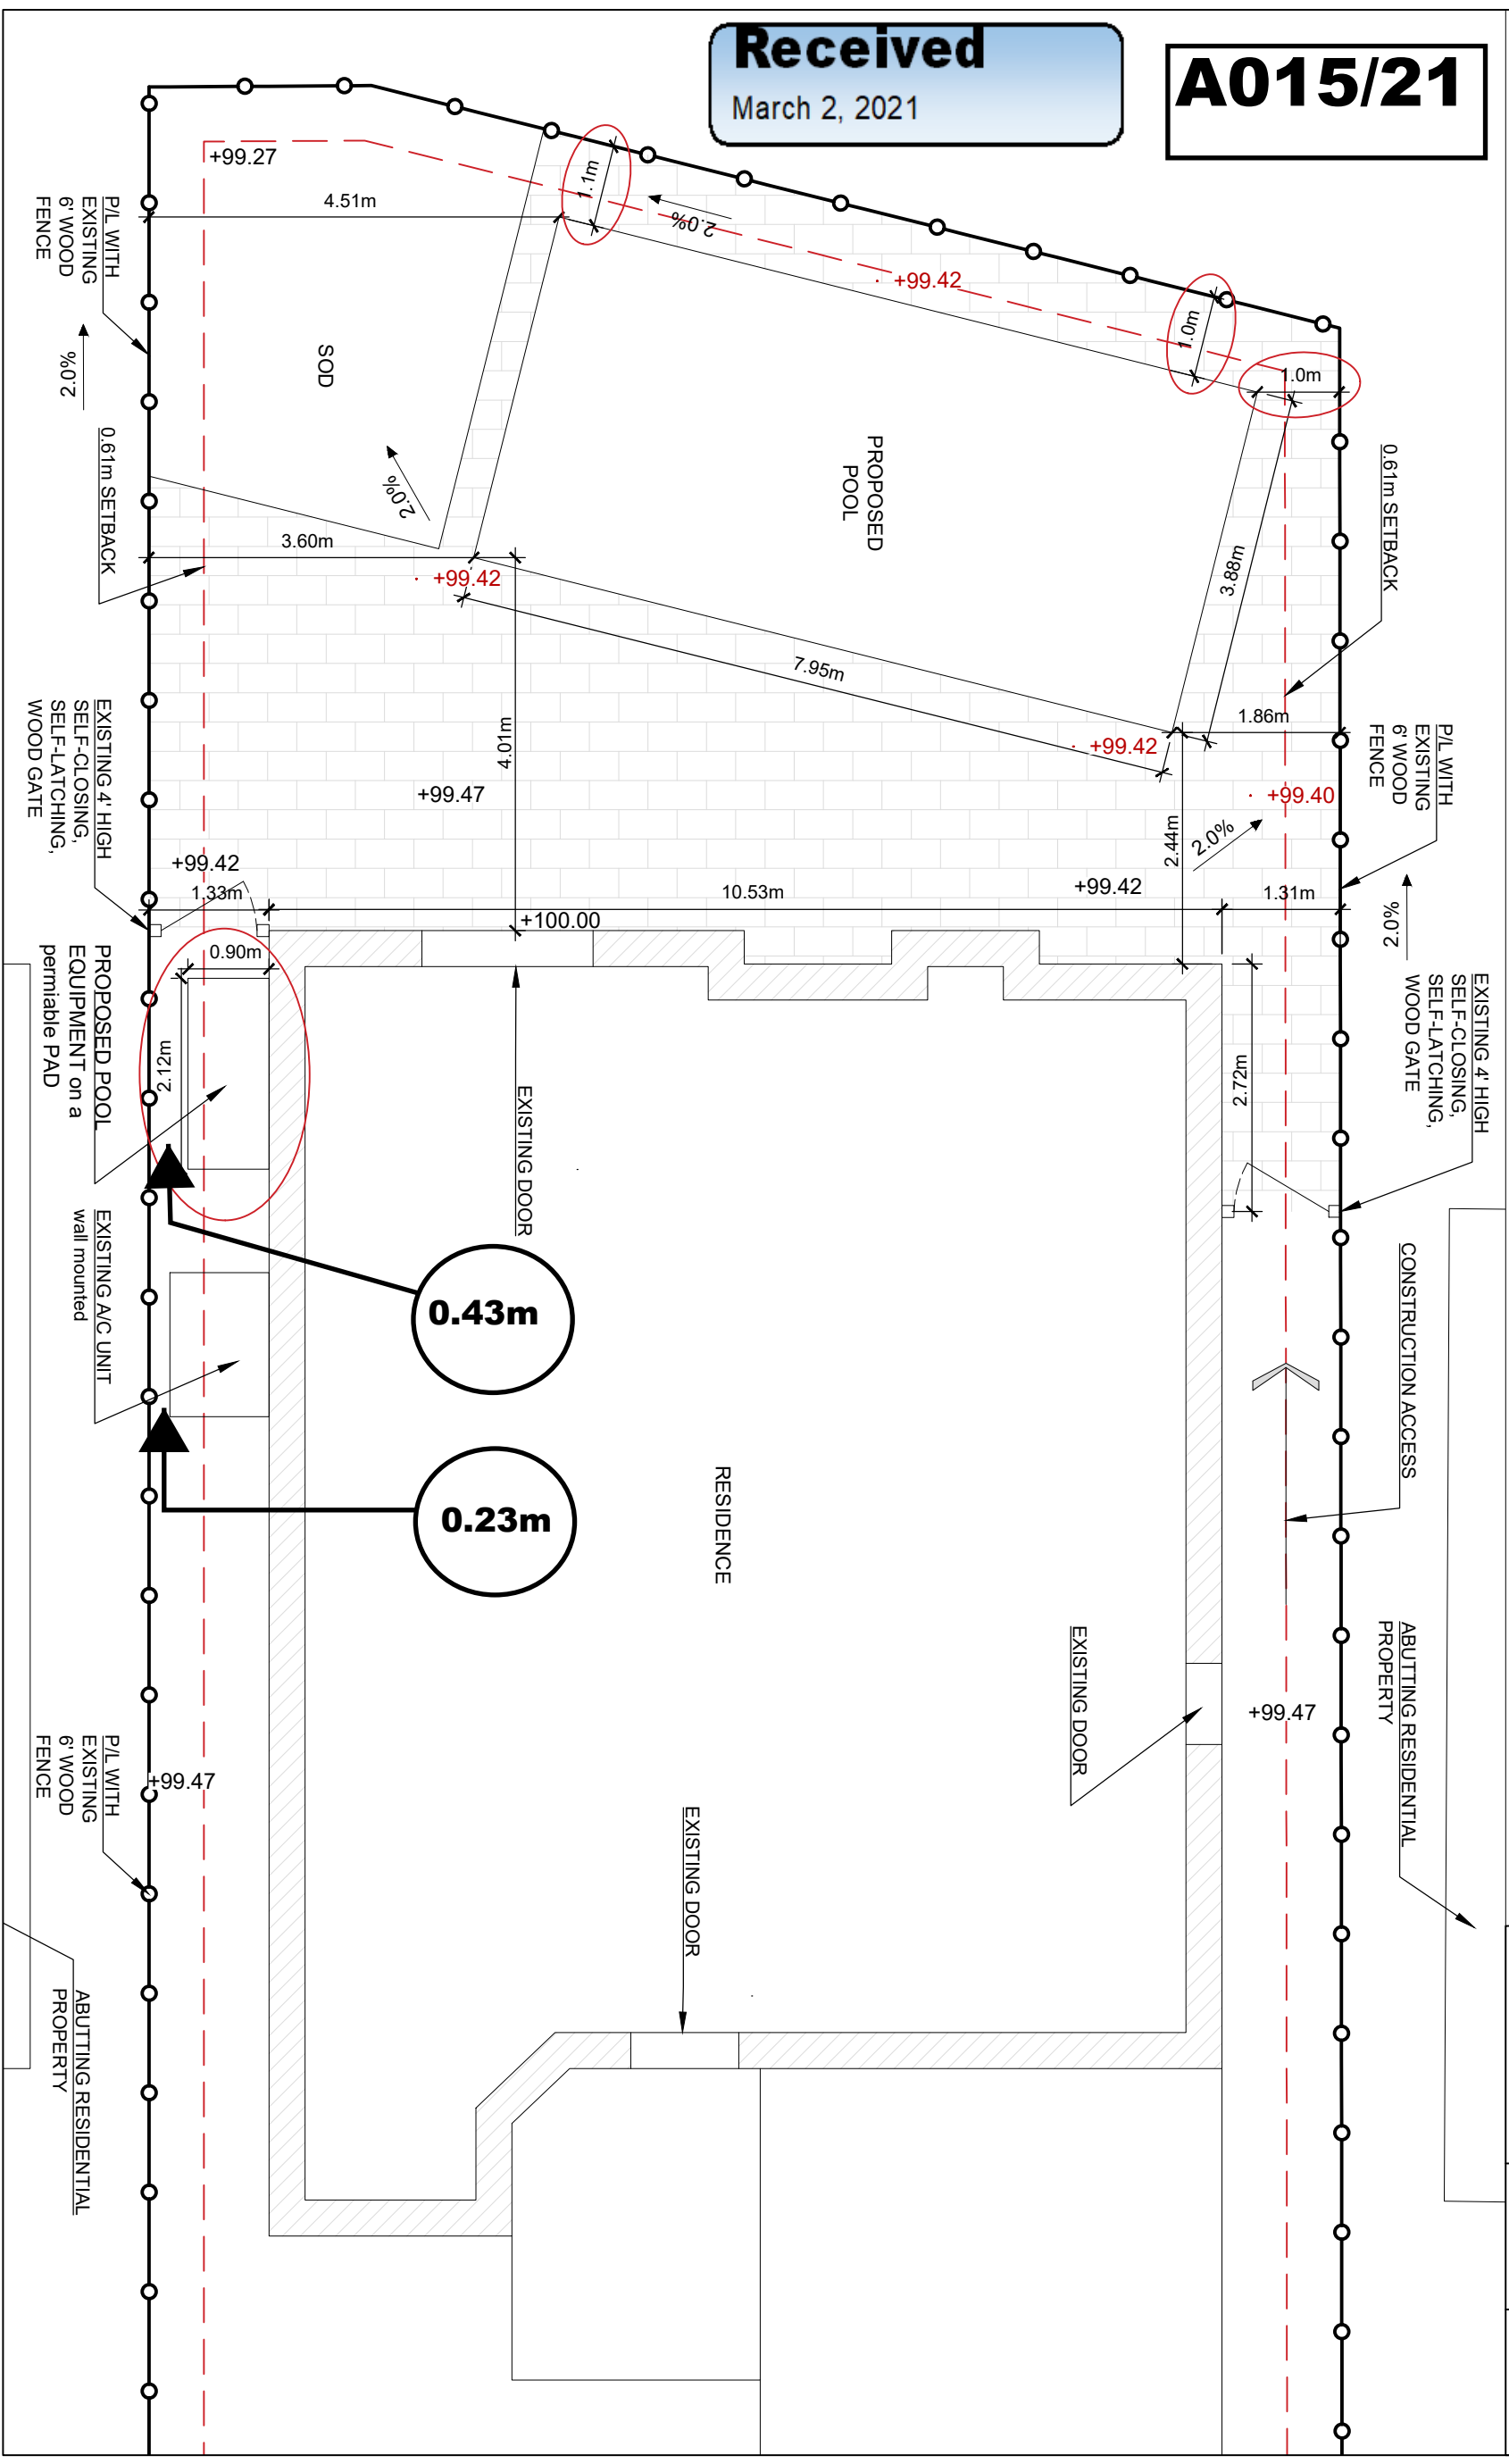 Received
March 2, 2021
A015/21
+99.27
1.1m
4.51m
2.0%
+99.42
1.0m
1.0m
P/L WITH
EXISTING
6' WOOD
FENCE
2.0%
SOD
PROPOSED
POOL
0.61m SETBACK
0.61m SETBACK
2.0%
3.60m
+99.42
3.88m
7.95m
1.86m
4.01m
+99.42
P/L WITH
EXISTING
6' WOOD
FENCE
EXISTING 4' HIGH
SELF-CLOSING,
SELF-LATCHING,
WOOD GATE
+99.47
+99.40
2.44m
2.0%
+99.42
1.33m
10.53m
+99.42
1.31m
2.0%
+100.00
0.90m
PROPOSED POOL
EQUIPMENT on a
permiable PAD
2.12m
EXISTING DOOR
2.72m
EXISTING 4' HIGH
SELF-CLOSING,
SELF-LATCHING,
WOOD GATE
EXISTING A/C UNIT
wall mounted
0.43m
CONSTRUCTION ACCESS
0.23m
RESIDENCE
EXISTING DOOR
ABUTTING RESIDENTIAL
PROPERTY
+99.47
P/L WITH
EXISTING
6' WOOD
FENCE
+99.47
EXISTING DOOR
ABUTTING RESIDENTIAL
PROPERTY